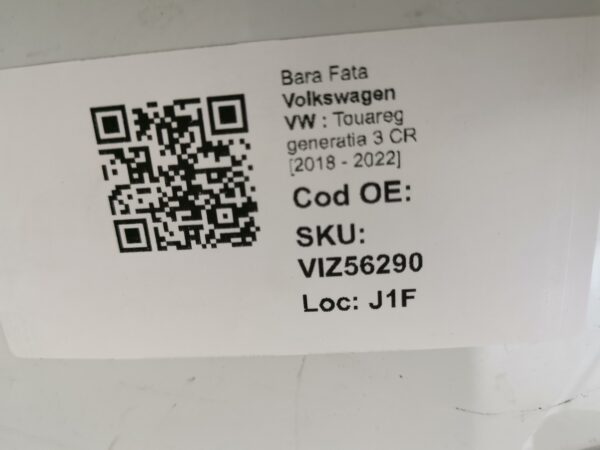 Bara Fata
Volkswagen
VW : Touareg
generatia 3 CR
[2018 - 2022]
Cod OE:
SKU:
VIZ56290
Loc: J1F